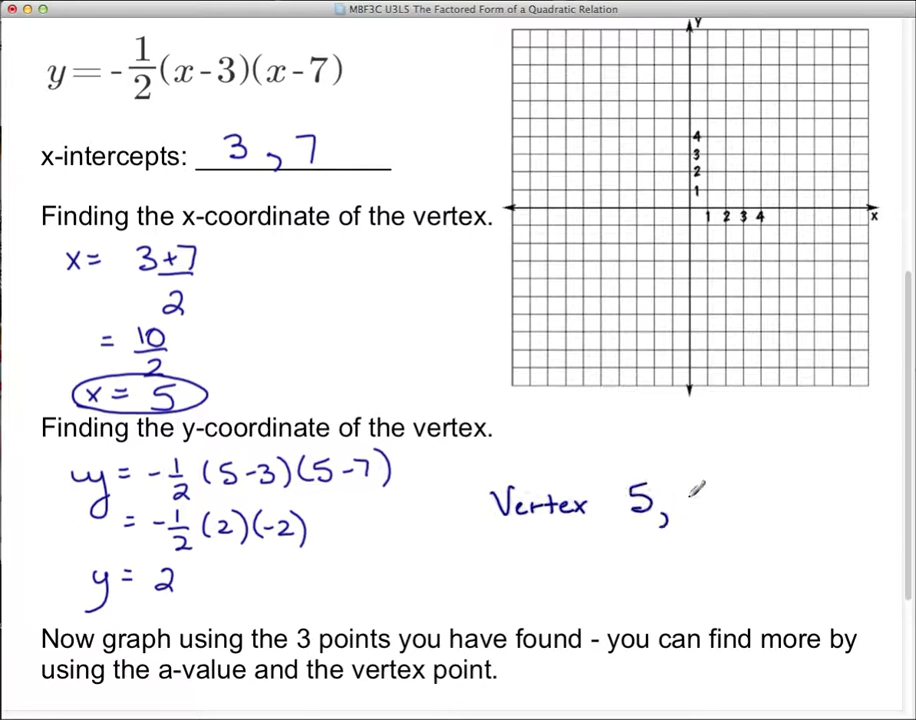 MBF3C U3L5 The Factored Form of a Quadratic Relation
y = -1/2(x-3)(x-7)
x-intercepts: 3, 7
Finding the x-coordinate of the vertex.
x = 3+7
2
= 10
2
x = 5
Finding the y-coordinate of the vertex.
y = -1/2 (5-3)(5-7)
= -1/2 (2)(-2)
y = 2
Y
4
3
2
1
1 2 3 4 x
Vertex 5,
Now graph using the 3 points you have found - you can find more by
using the a-value and the vertex point.